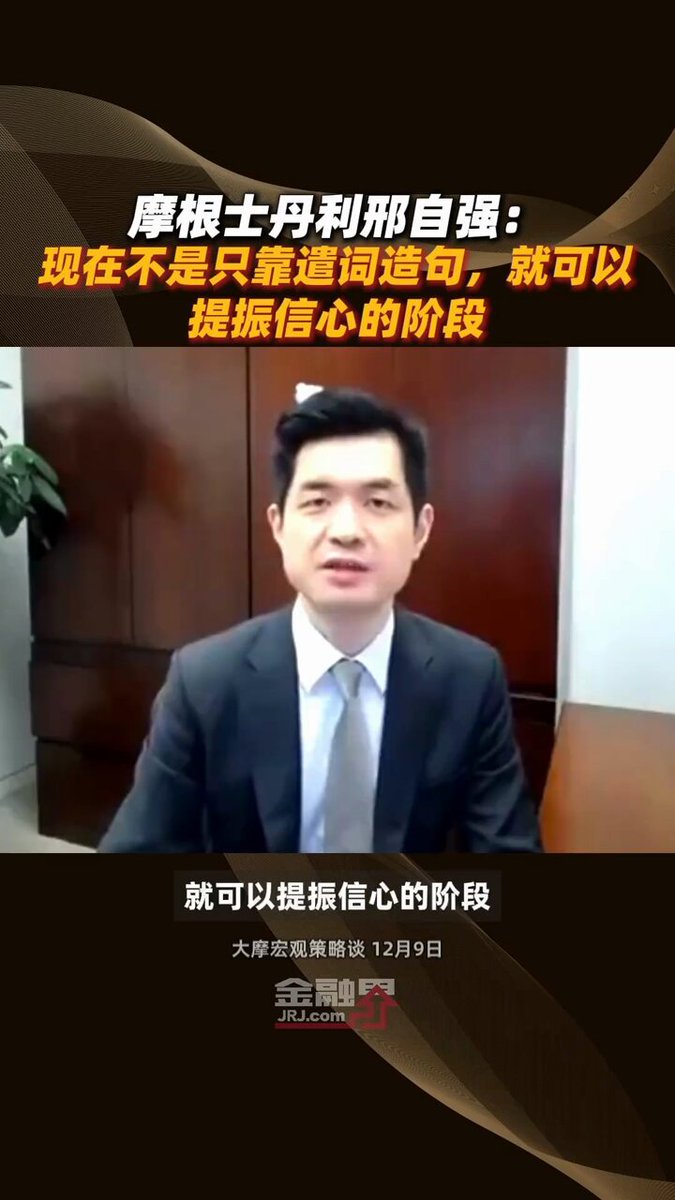 摩根士丹利邢自强：
现在不是只靠遣词造句，就可以
提振信心的阶段
就可以提振信心的阶段
大摩宏观策略谈 12月9日
金融界
JRJ.com